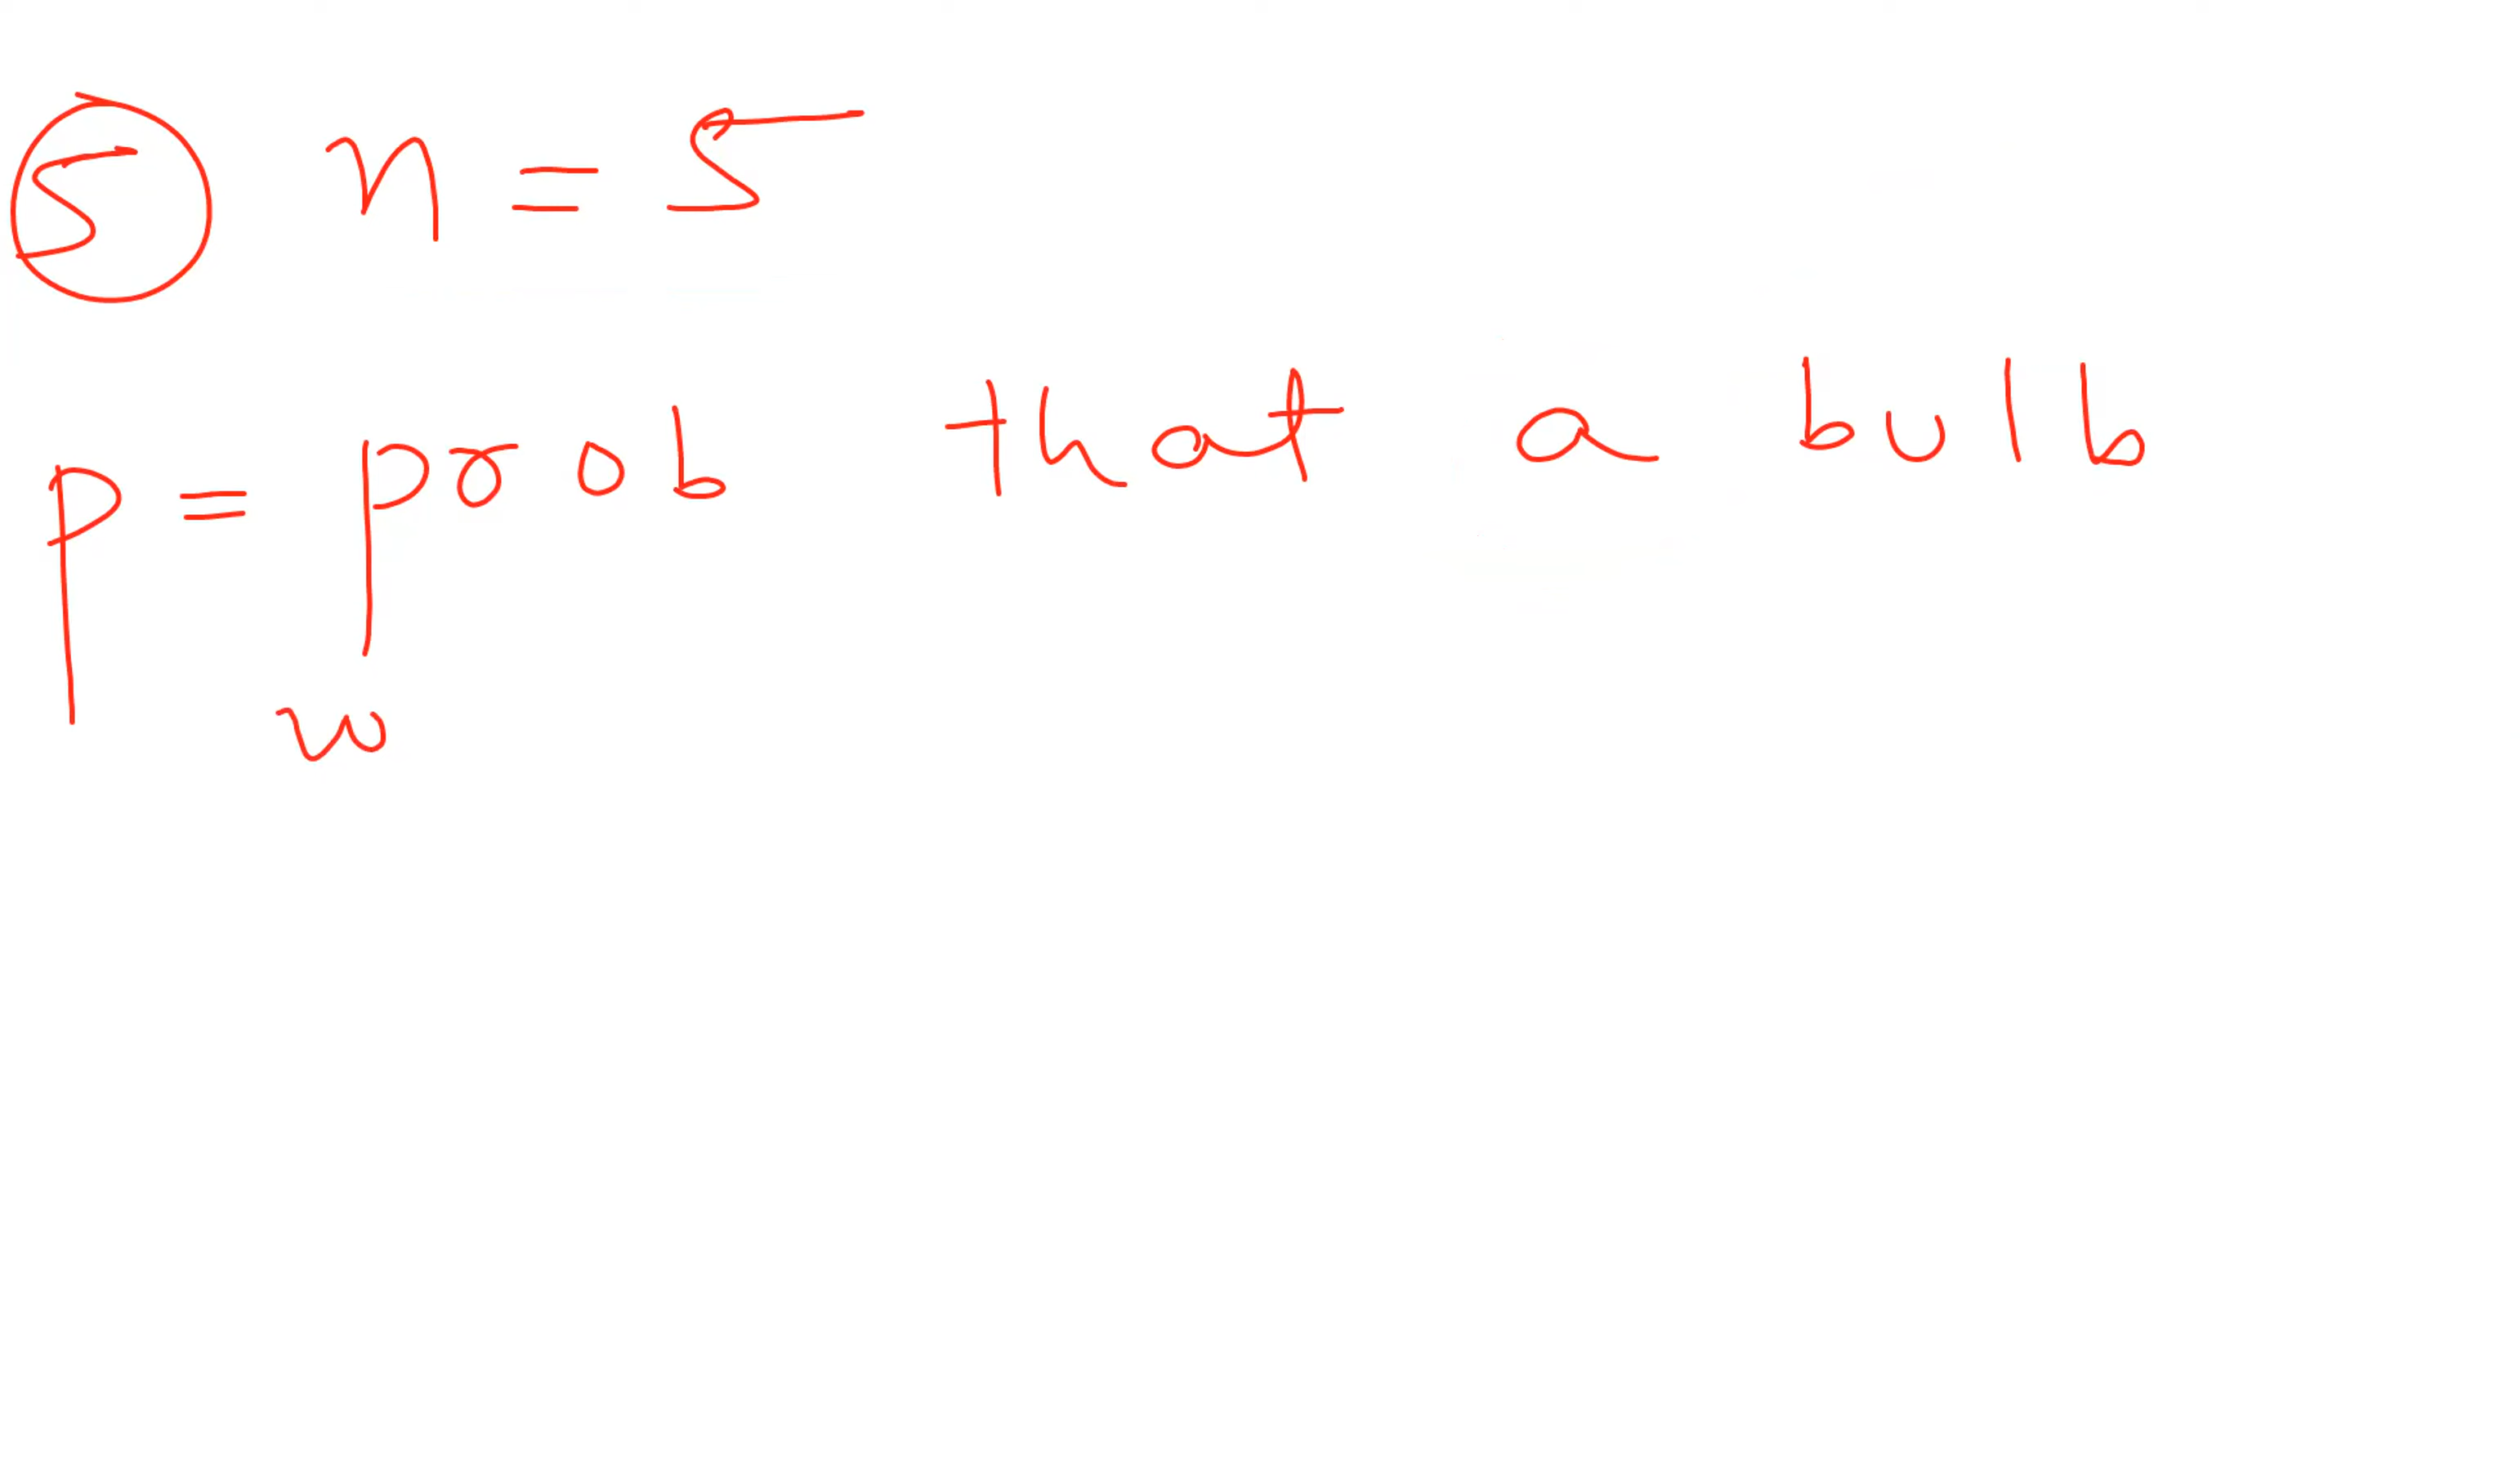 5 n = 5
p = prob that a bulb
w